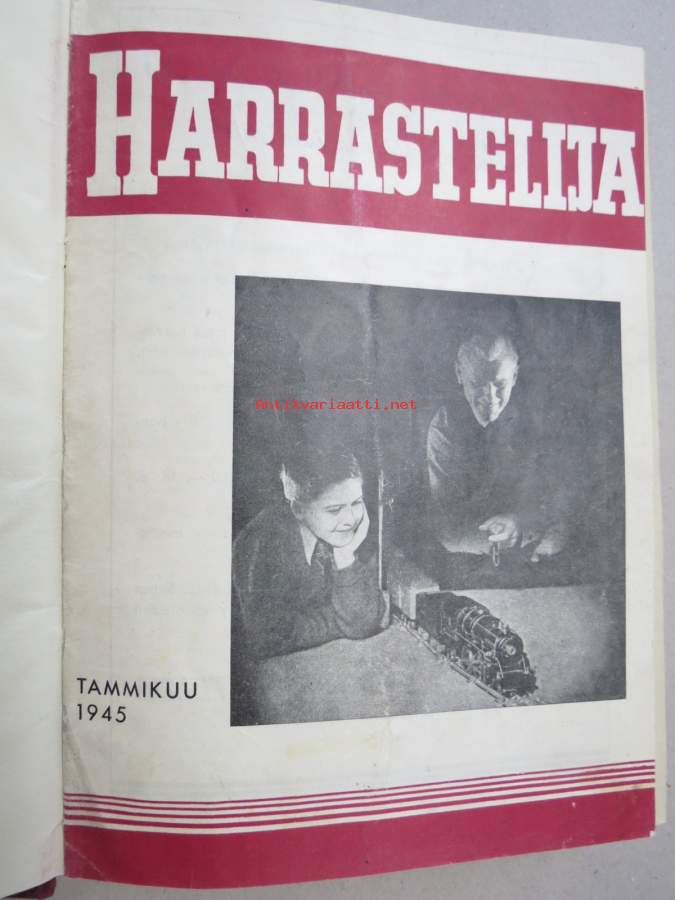 HARRASTELIJA
Antikvariaatti.net
TAMMIKUU
1945